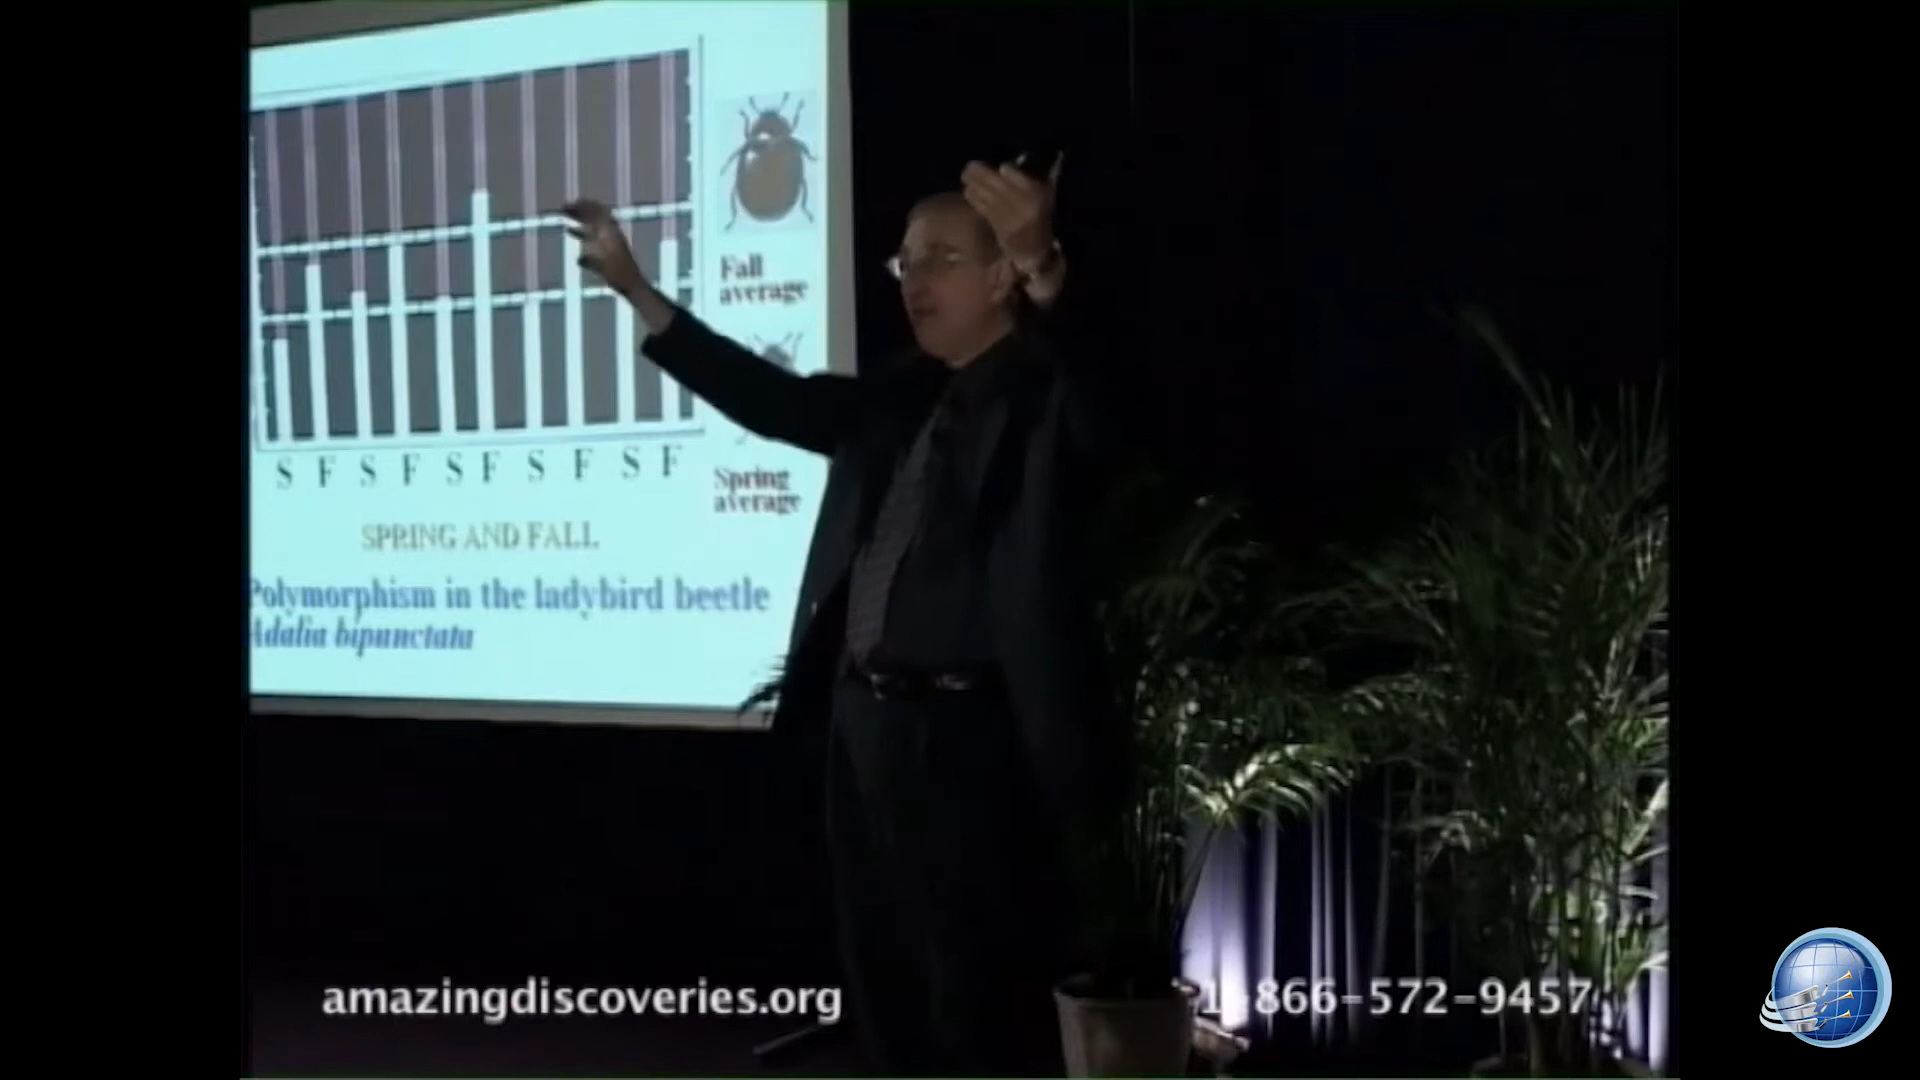 Fall
average
Spring
average
S F S F S F S F S F
SPRING AND FALL
Polymorphism in the ladybird beetle
Adalia bipunctata
amazingdiscoveries.org
1-866-572-9457